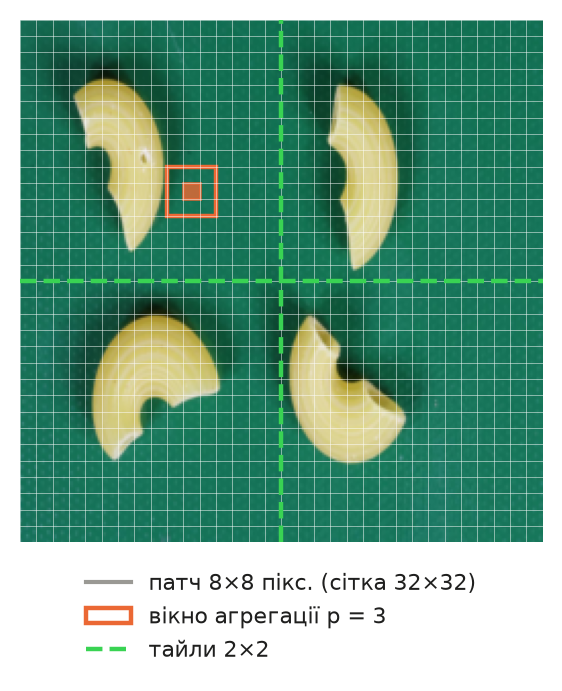 патч 8×8 пікс. (сітка 32×32)
вікно агрегації p = 3
тайли 2×2